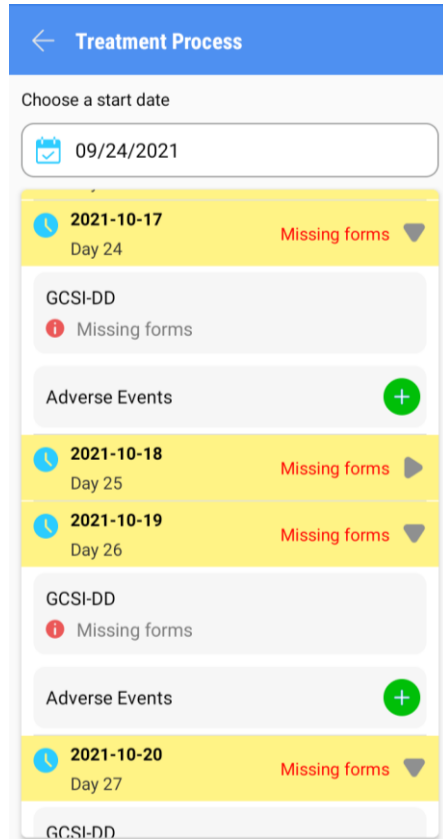 Treatment Process
Choose a start date
09/24/2021
2021-10-17
Day 24
Missing forms
GCSI-DD
Missing forms
Adverse Events
2021-10-18
Day 25
Missing forms
2021-10-19
Day 26
Missing forms
GCSI-DD
Missing forms
Adverse Events
2021-10-20
Day 27
Missing forms
GCSI-DD